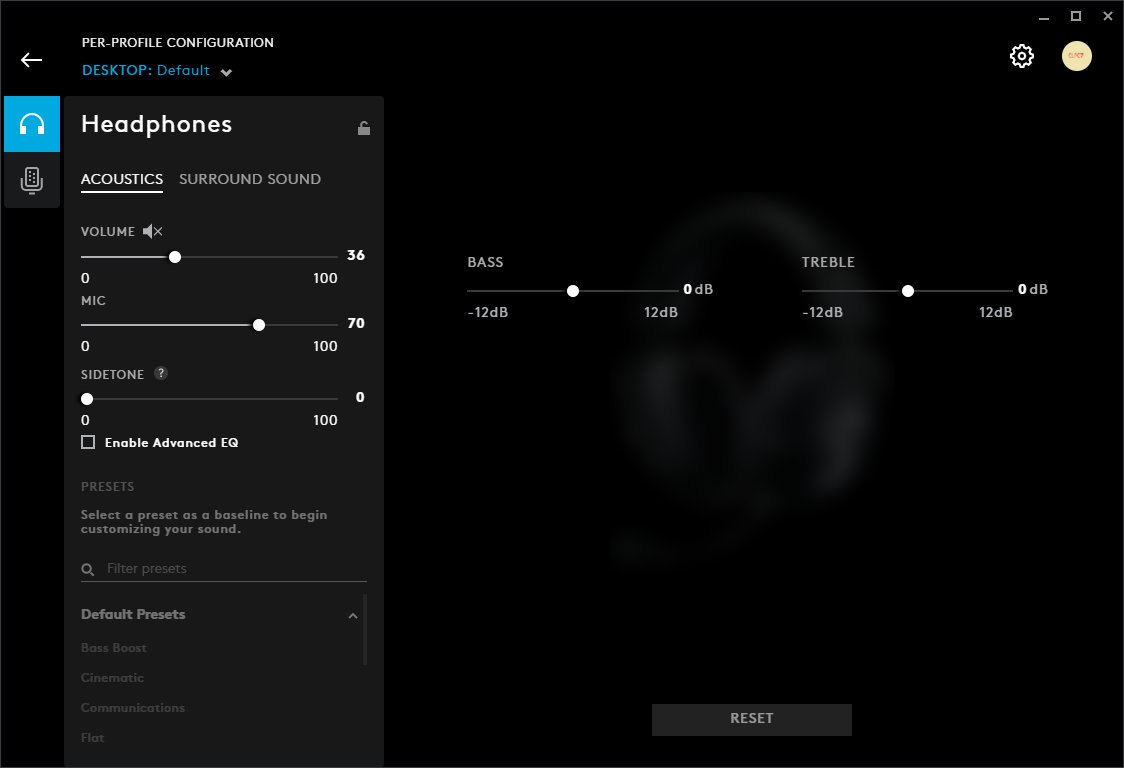 PER-PROFILE CONFIGURATION
DESKTOP: Default
Headphones
ACOUSTICS SURROUND SOUND
VOLUME
36
0 100
MIC
70
0 100
SIDETONE ?
0
0 100
Enable Advanced EQ
PRESETS
Select a preset as a baseline to begin
customizing your sound.
Filter presets
Default Presets
Bass Boost
Cinematic
Communications
Flat
BASS
0 dB
-12dB 12dB
TREBLE
0 dB
-12dB 12dB
RESET